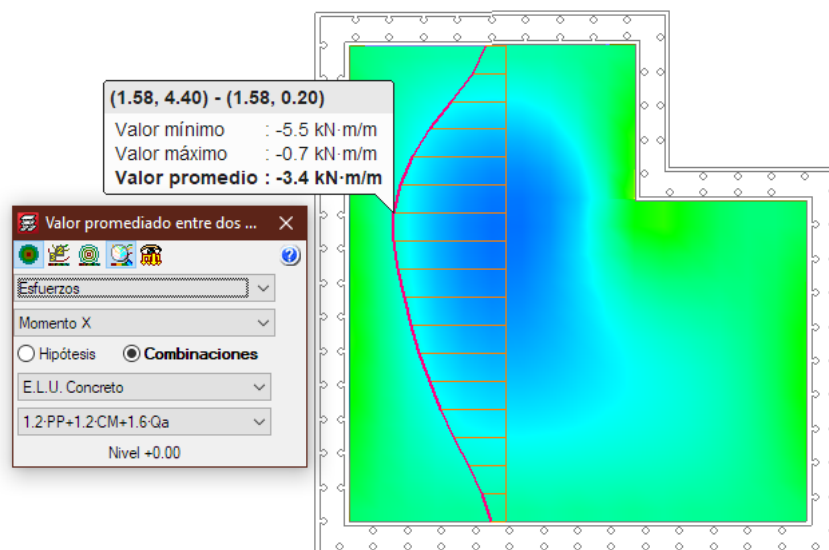 (1.58, 4.40) - (1.58, 0.20)
Valor mínimo : -5.5 kN·m/m
Valor máximo : -0.7 kN·m/m
Valor promedio : -3.4 kN·m/m
Valor promediado entre dos ...
Esfuerzos
Momento X
Hipótesis Combinaciones
E.L.U. Concreto
1.2·PP+1.2·CM+1.6·Qa
Nivel +0.00